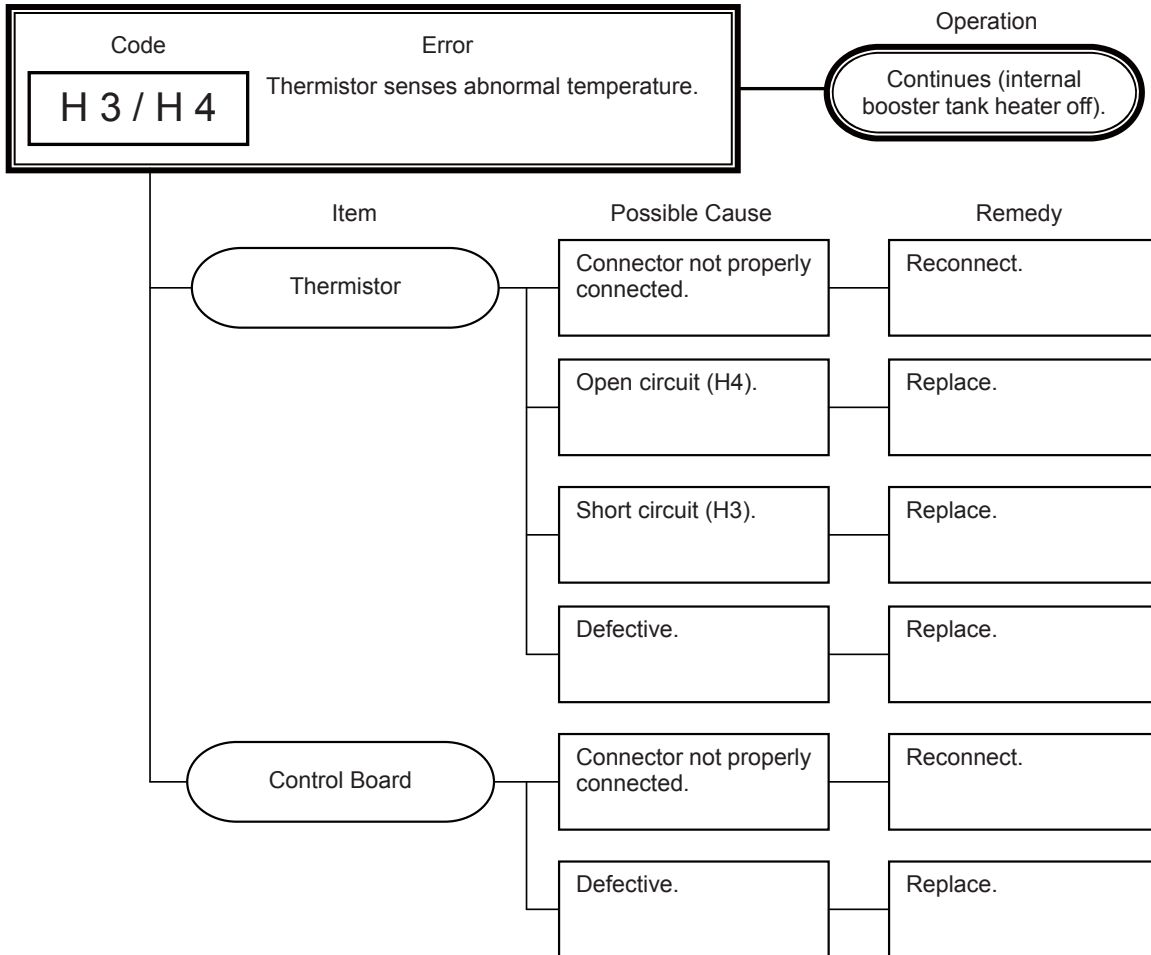 Code
Error
Operation
H 3 / H 4
Thermistor senses abnormal temperature.
Continues (internal
booster tank heater off).
Item
Possible Cause
Remedy
Thermistor
Connector not properly
connected.
Reconnect.
Open circuit (H4).
Replace.
Short circuit (H3).
Replace.
Defective.
Replace.
Control Board
Connector not properly
connected.
Reconnect.
Defective.
Replace.